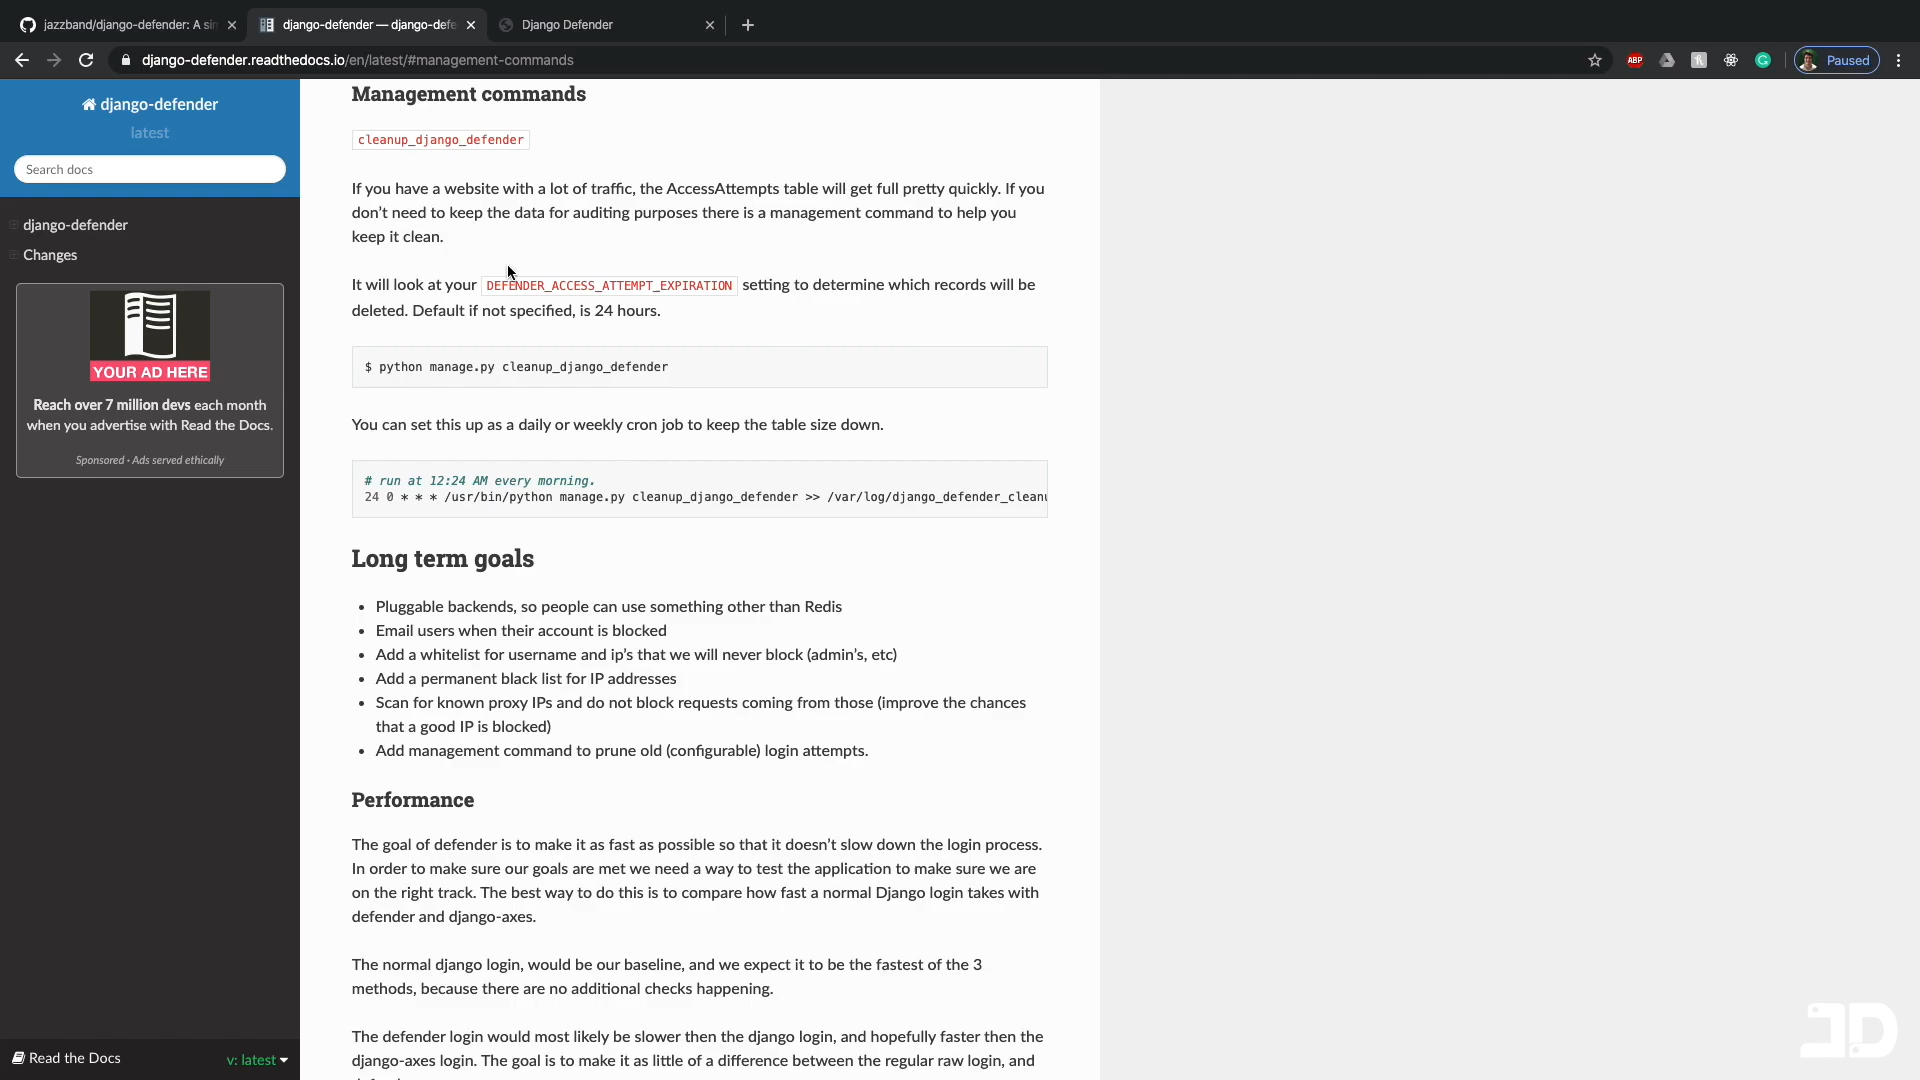 jazzband/django-defender: A sin
django-defender — django-defe
Django Defender
django-defender.readthedocs.io/en/latest/#management-commands
ABP
Paused
django-defender
latest
Search docs
django-defender
Changes
YOUR AD HERE
Reach over 7 million devs each month
when you advertise with Read the Docs.
Sponsored · Ads served ethically
Read the Docs
v: latest
Management commands
cleanup_django_defender
If you have a website with a lot of traffic, the AccessAttempts table will get full pretty quickly. If you
don’t need to keep the data for auditing purposes there is a management command to help you
keep it clean.
It will look at your DEFENDER_ACCESS_ATTEMPT_EXPIRATION setting to determine which records will be
deleted. Default if not specified, is 24 hours.
$ python manage.py cleanup_django_defender
You can set this up as a daily or weekly cron job to keep the table size down.
# run at 12:24 AM every morning.
24 0 * * * /usr/bin/python manage.py cleanup_django_defender >> /var/log/django_defender_cleanu
Long term goals
• Pluggable backends, so people can use something other than Redis
• Email users when their account is blocked
• Add a whitelist for username and ip’s that we will never block (admin’s, etc)
• Add a permanent black list for IP addresses
• Scan for known proxy IPs and do not block requests coming from those (improve the chances
that a good IP is blocked)
• Add management command to prune old (configurable) login attempts.
Performance
The goal of defender is to make it as fast as possible so that it doesn’t slow down the login process.
In order to make sure our goals are met we need a way to test the application to make sure we are
on the right track. The best way to do this is to compare how fast a normal Django login takes with
defender and django-axes.
The normal django login, would be our baseline, and we expect it to be the fastest of the 3
methods, because there are no additional checks happening.
The defender login would most likely be slower then the django login, and hopefully faster then the
django-axes login. The goal is to make it as little of a difference between the regular raw login, and